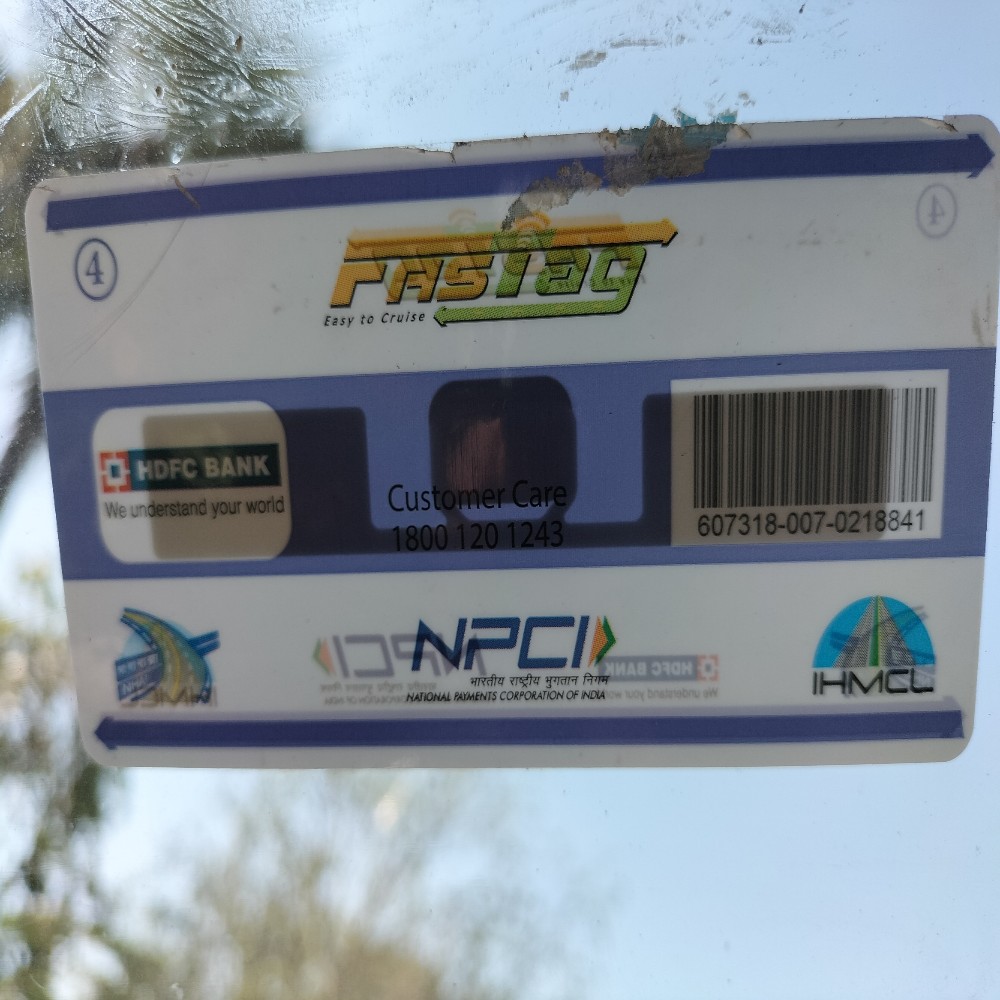 4
4
FASTag
Easy to Cruise
HDFC BANK
We understand your world
Customer Care
1800 120 1243
607318-007-0218841
NPCI
भारतीय राष्ट्रीय भुगतान निगम
NATIONAL PAYMENTS CORPORATION OF INDIA
IHMCL